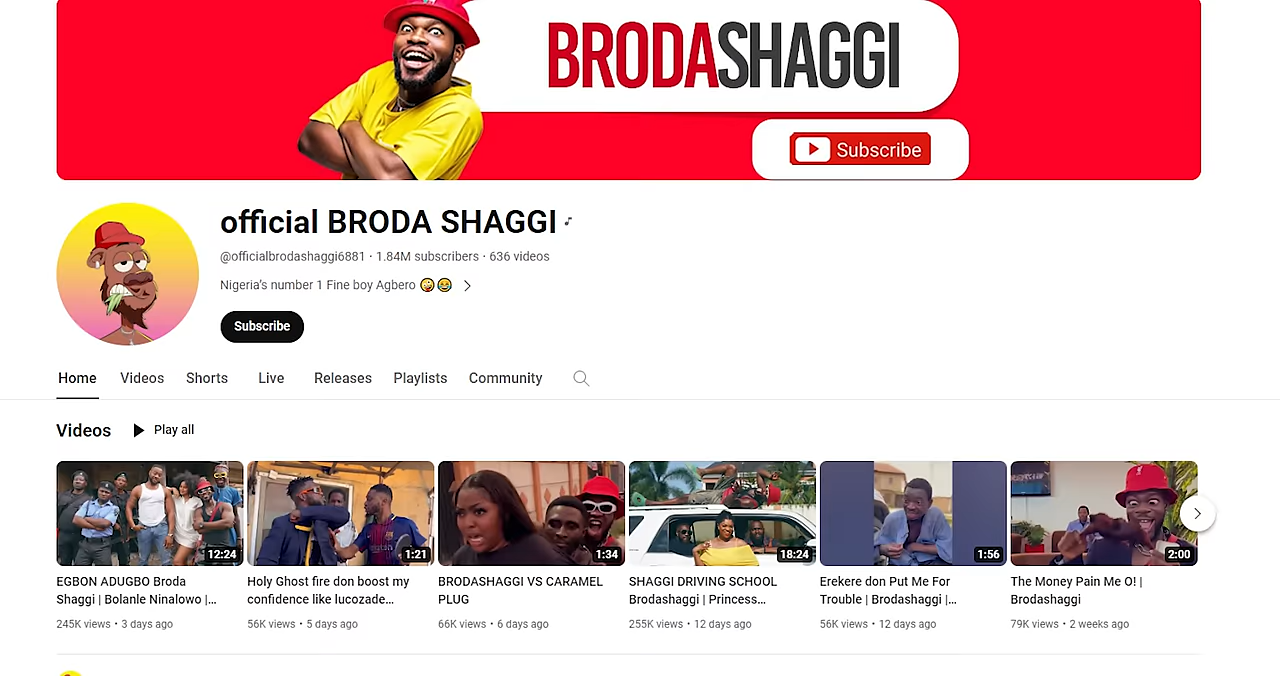 BRODASHAGGI
Subscribe
official BRODA SHAGGI
@officialbrodashaggi6881 · 1.84M subscribers · 636 videos
Nigeria's number 1 Fine boy Agbero 🤪😂
Subscribe
Home Videos Shorts Live Releases Playlists Community
Videos Play all
12:24 1:21 1:34 18:24 1:56 2:00
EGBON ADUGBO Broda
Shaggi | Bolanle Ninalowo |...
245K views • 3 days ago
Holy Ghost fire don boost my
confidence like lucozade...
56K views • 5 days ago
BRODASHAGGI VS CARAMEL
PLUG
66K views • 6 days ago
SHAGGI DRIVING SCHOOL
Brodashaggi | Princess...
255K views • 12 days ago
Erekere don Put Me For
Trouble | Brodashaggi |...
56K views • 12 days ago
The Money Pain Me O! |
Brodashaggi
79K views • 2 weeks ago